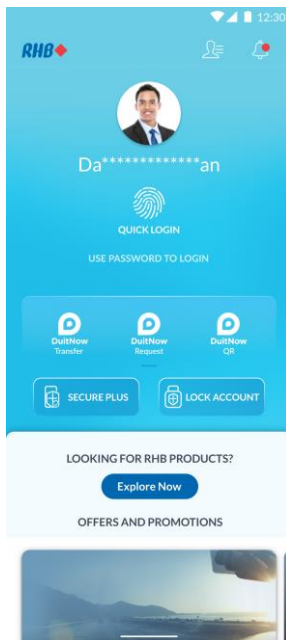 12:30
RHB
Da*************an
QUICK LOGIN
USE PASSWORD TO LOGIN
DuitNow
Transfer
DuitNow
Request
DuitNow
QR
SECURE PLUS
LOCK ACCOUNT
LOOKING FOR RHB PRODUCTS?
Explore Now
OFFERS AND PROMOTIONS